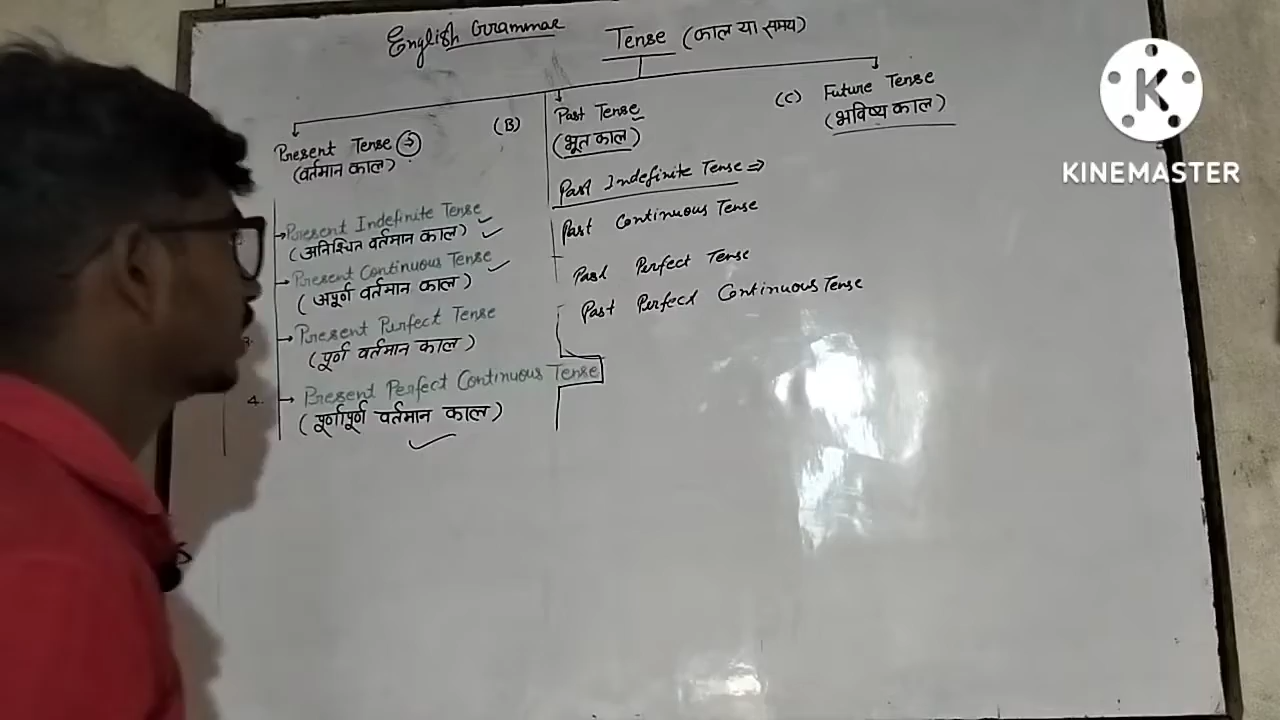 English Grammar
Tense (काल या समय)
Present Tense
(वर्तमान काल)
Present Indefinite Tense
(अनिश्चित वर्तमान काल)
Present Continuous Tense
(अपूर्ण वर्तमान काल)
Present Perfect Tense
(पूर्ण वर्तमान काल)
4. Present Perfect Continuous Tense
(पूर्णापूर्ण वर्तमान काल)
(B) Past Tense
(भूत काल)
Past Indefinite Tense ⇒
Past Continuous Tense
Past Perfect Tense
Past Perfect Continuous Tense
(C) Future Tense
(भविष्य काल)
K
KINEMASTER